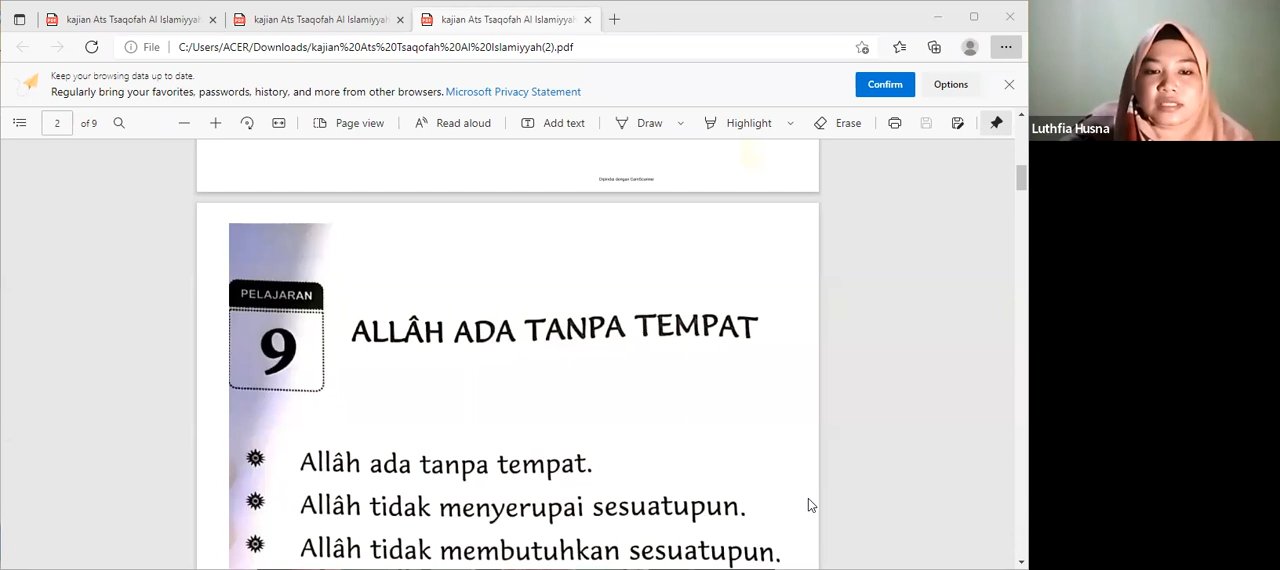 kajian Ats Tsaqofah Al Islamiyyah
kajian Ats Tsaqofah Al Islamiyyah
kajian Ats Tsaqofah Al Islamiyyah
File
C:/Users/ACER/Downloads/kajian%20Ats%20Tsaqofah%20Al%20Islamiyyah(2).pdf
Keep your browsing data up to date.
Regularly bring your favorites, passwords, history, and more from other browsers. Microsoft Privacy Statement
Confirm
Options
2 of 9
Page view
Read aloud
Add text
Draw
Highlight
Erase
Luthfia Husna
Dipindai dengan CamScanner
PELAJARAN
9
ALLÂH ADA TANPA TEMPAT
Allâh ada tanpa tempat.
Allâh tidak menyerupai sesuatupun.
Allâh tidak membutuhkan sesuatupun.